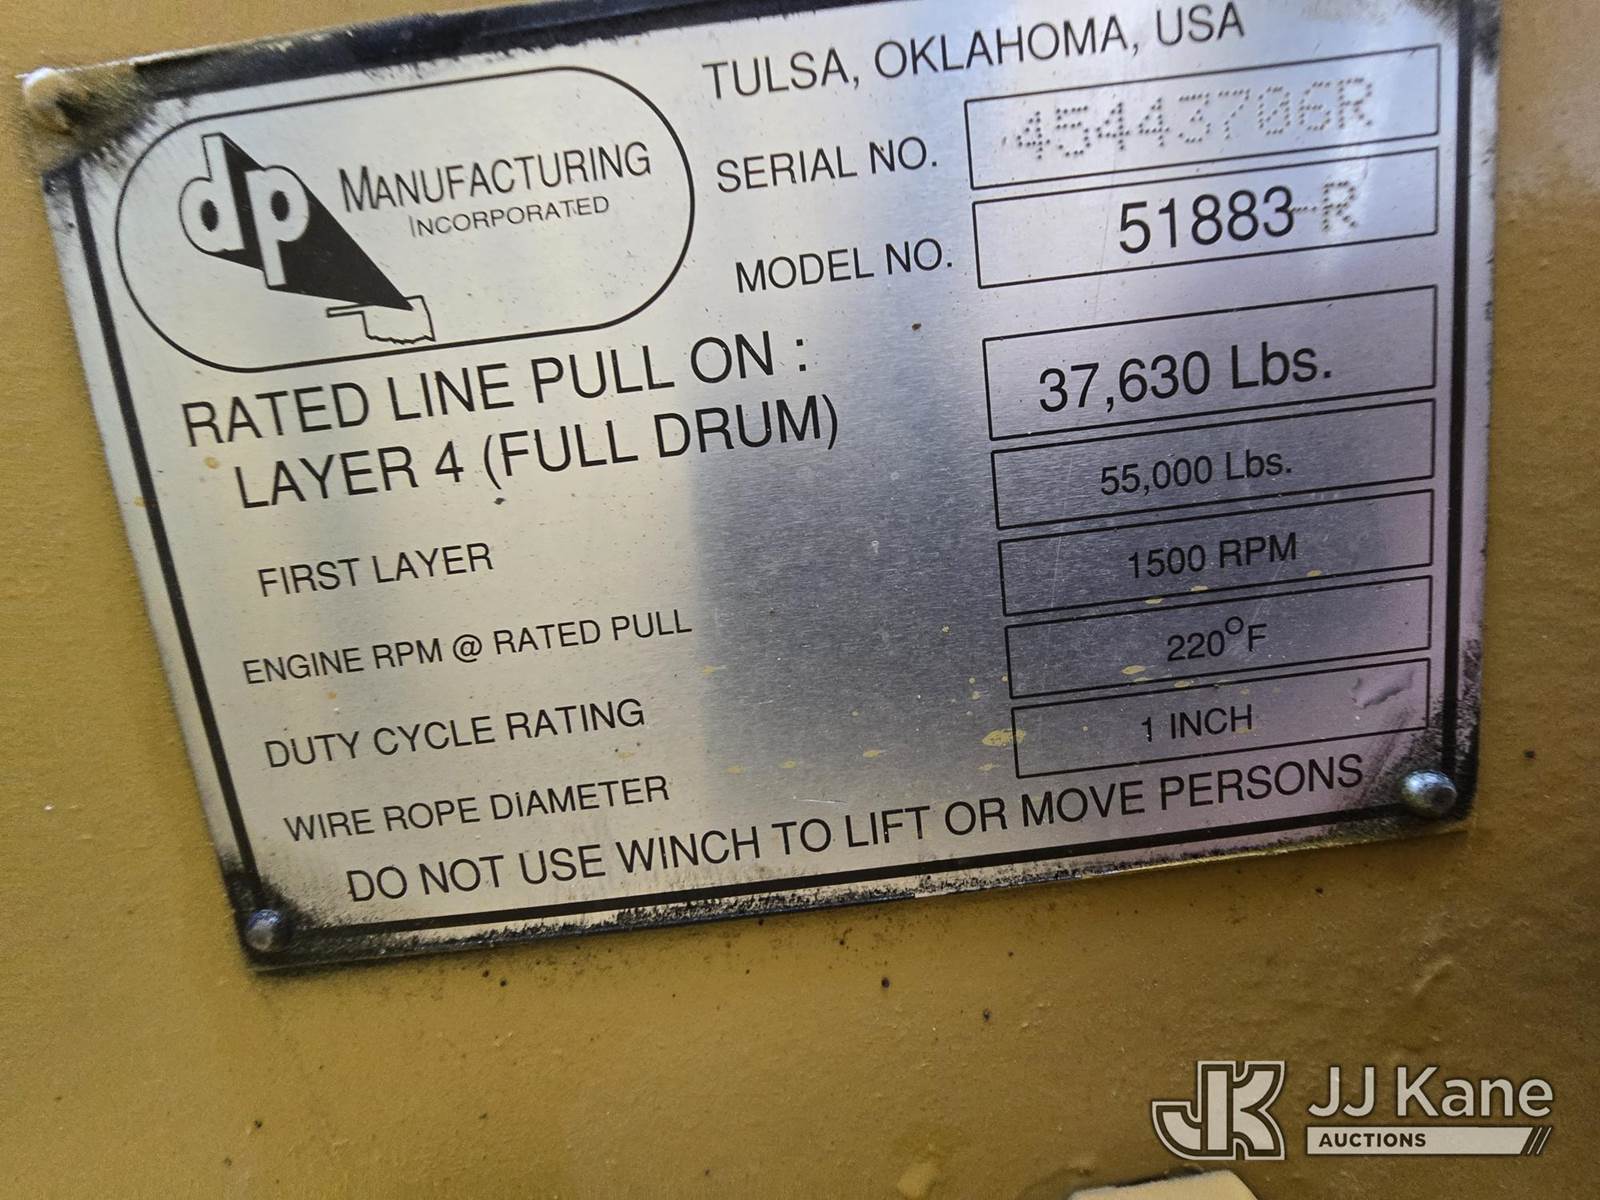 dp MANUFACTURING
INCORPORATED
TULSA, OKLAHOMA, USA
SERIAL NO. 45443706R
MODEL NO. 51883-R
RATED LINE PULL ON :
LAYER 4 (FULL DRUM) 37,630 Lbs.
FIRST LAYER 55,000 Lbs.
ENGINE RPM @ RATED PULL 1500 RPM
DUTY CYCLE RATING 220°F
WIRE ROPE DIAMETER 1 INCH
DO NOT USE WINCH TO LIFT OR MOVE PERSONS
JK JJ Kane
AUCTIONS